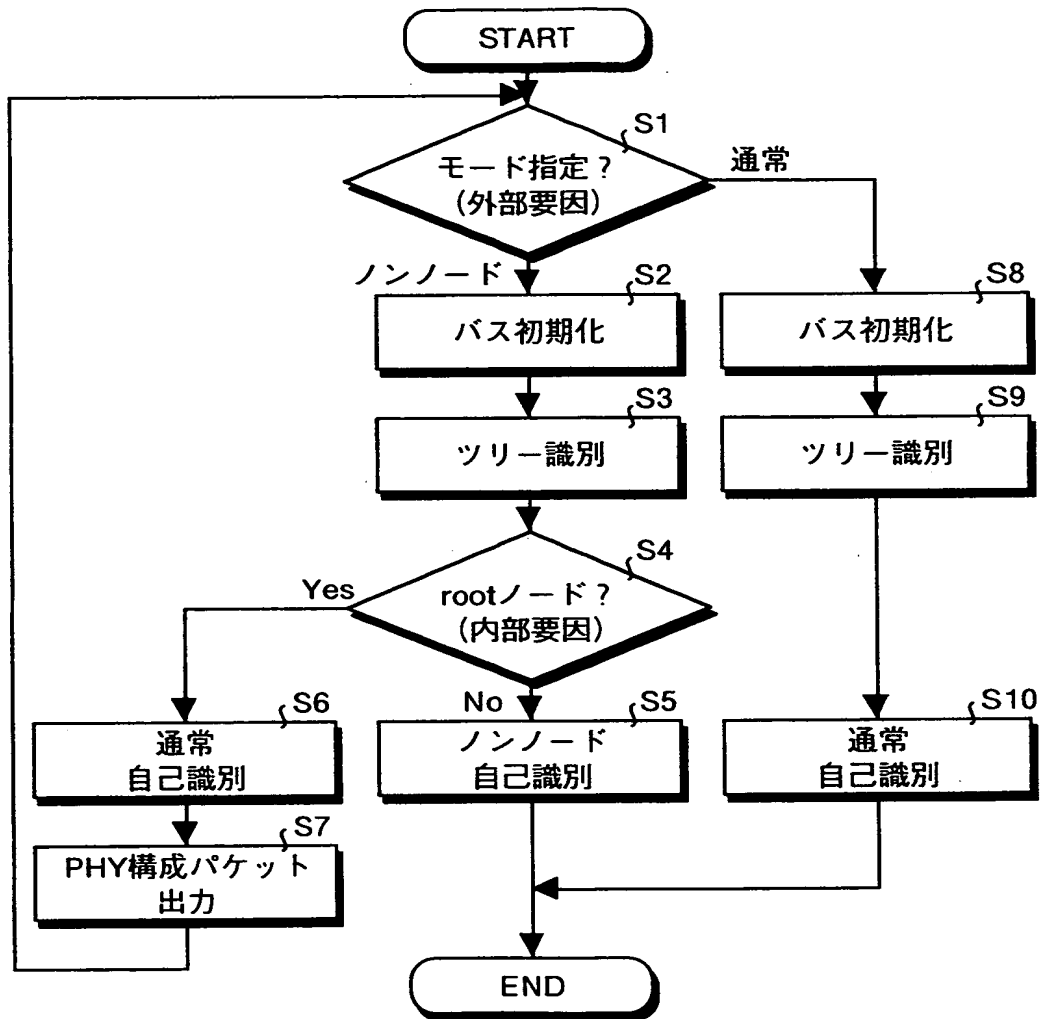 START
S1
モード指定?
(外部要因)
通常
ノンノード
S2
バス初期化
S8
バス初期化
S3
ツリー識別
S9
ツリー識別
S4
rootノード?
(内部要因)
Yes
No
S6
通常
自己識別
S5
ノンノード
自己識別
S10
通常
自己識別
S7
PHY構成パケット
出力
END